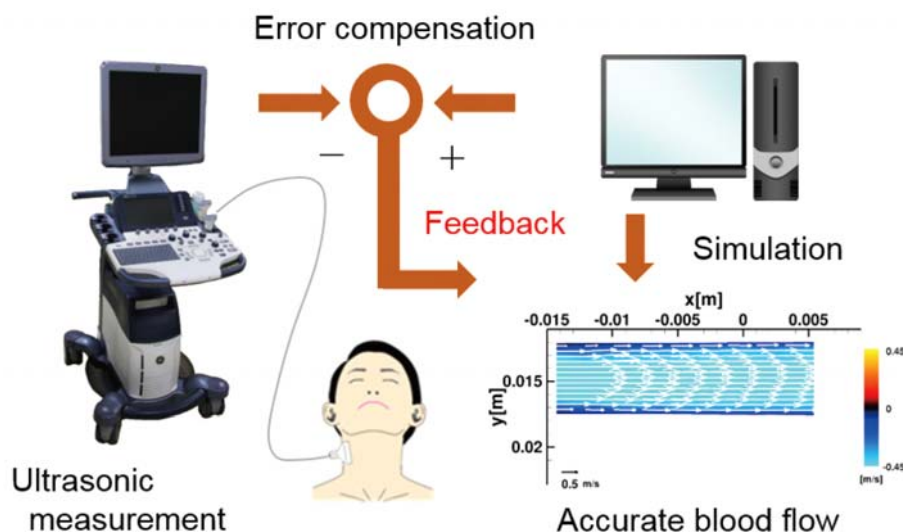 Error compensation
− +
Feedback
Simulation
x[m]
-0.015 -0.01 -0.005 0 0.005
y[m]
0.015
0.02
0.5 m/s
0.45
0
-0.45
[m/s]
Ultrasonic
measurement
Accurate blood flow